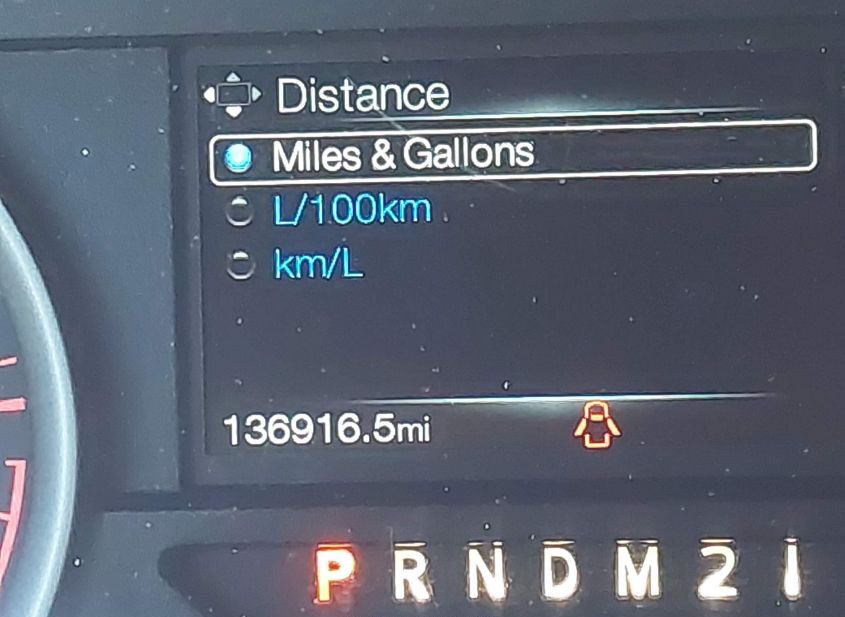 Distance
Miles & Gallons
L/100km
km/L
136916.5mi
P R N D M 2 1